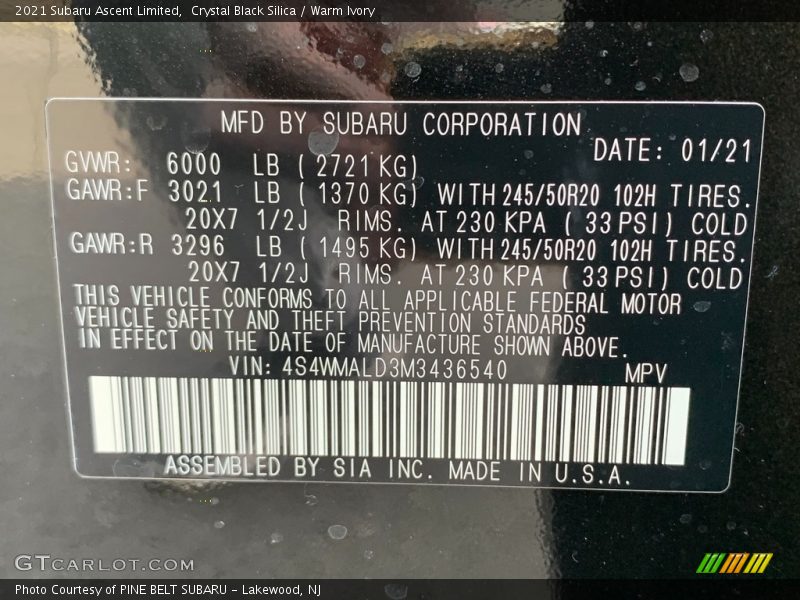 2021 Subaru Ascent Limited, Crystal Black Silica / Warm Ivory
MFD BY SUBARU CORPORATION
DATE: 01/21
GVWR: 6000 LB ( 2721 KG)
GAWR:F 3021 LB ( 1370 KG) WITH 245/50R20 102H TIRES.
20X7 1/2J RIMS. AT 230 KPA ( 33 PSI) COLD
GAWR:R 3296 LB ( 1495 KG) WITH 245/50R20 102H TIRES.
20X7 1/2J RIMS. AT 230 KPA ( 33 PSI) COLD
THIS VEHICLE CONFORMS TO ALL APPLICABLE FEDERAL MOTOR
VEHICLE SAFETY AND THEFT PREVENTION STANDARDS
IN EFFECT ON THE DATE OF MANUFACTURE SHOWN ABOVE.
VIN: 4S4WMALD3M3436540 MPV
ASSEMBLED BY SIA INC. MADE IN U.S.A.
GTCARLOT.COM
Photo Courtesy of PINE BELT SUBARU - Lakewood, NJ